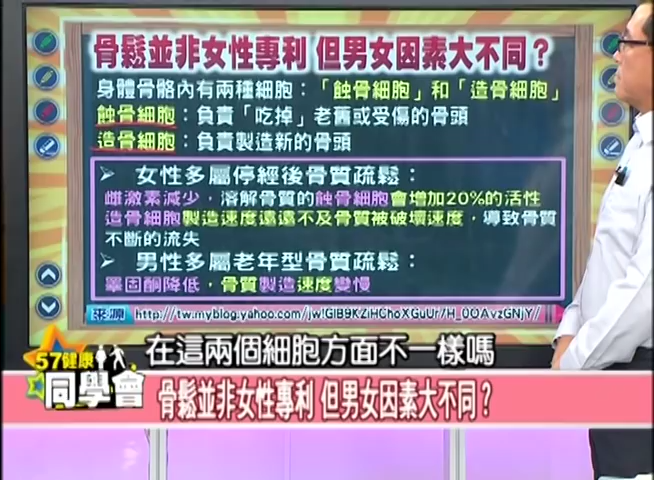 骨鬆並非女性專利 但男女因素大不同？
身體骨骼內有兩種細胞：「蝕骨細胞」和「造骨細胞」
蝕骨細胞：負責「吃掉」老舊或受傷的骨頭
造骨細胞：負責製造新的骨頭
➢ 女性多屬停經後骨質疏鬆：
雌激素減少，溶解骨質的蝕骨細胞會增加20%的活性
造骨細胞製造速度遠遠不及骨質被破壞速度，導致骨質
不斷的流失
➢ 男性多屬老年型骨質疏鬆：
睪固酮降低，骨質製造速度變慢
來源 http://tw.myblog.yahoo.com/jw!GIB9KZiHChoXGuUr/H_0OAvzGNjY/
在這兩個細胞方面不一樣嗎
57健康
同學會
骨鬆並非女性專利 但男女因素大不同？